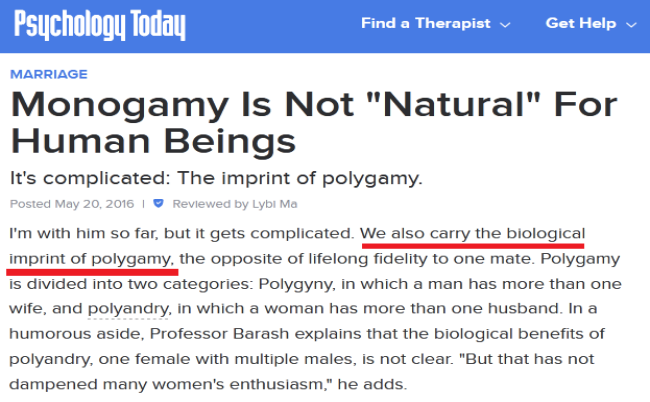 Psychology Today
Find a Therapist
Get Help
MARRIAGE
Monogamy Is Not "Natural" For
Human Beings
It's complicated: The imprint of polygamy.
Posted May 20, 2016 | Reviewed by Lybi Ma
I'm with him so far, but it gets complicated. We also carry the biological
imprint of polygamy, the opposite of lifelong fidelity to one mate. Polygamy
is divided into two categories: Polygyny, in which a man has more than one
wife, and polyandry, in which a woman has more than one husband. In a
humorous aside, Professor Barash explains that the biological benefits of
polyandry, one female with multiple males, is not clear. "But that has not
dampened many women's enthusiasm," he adds.